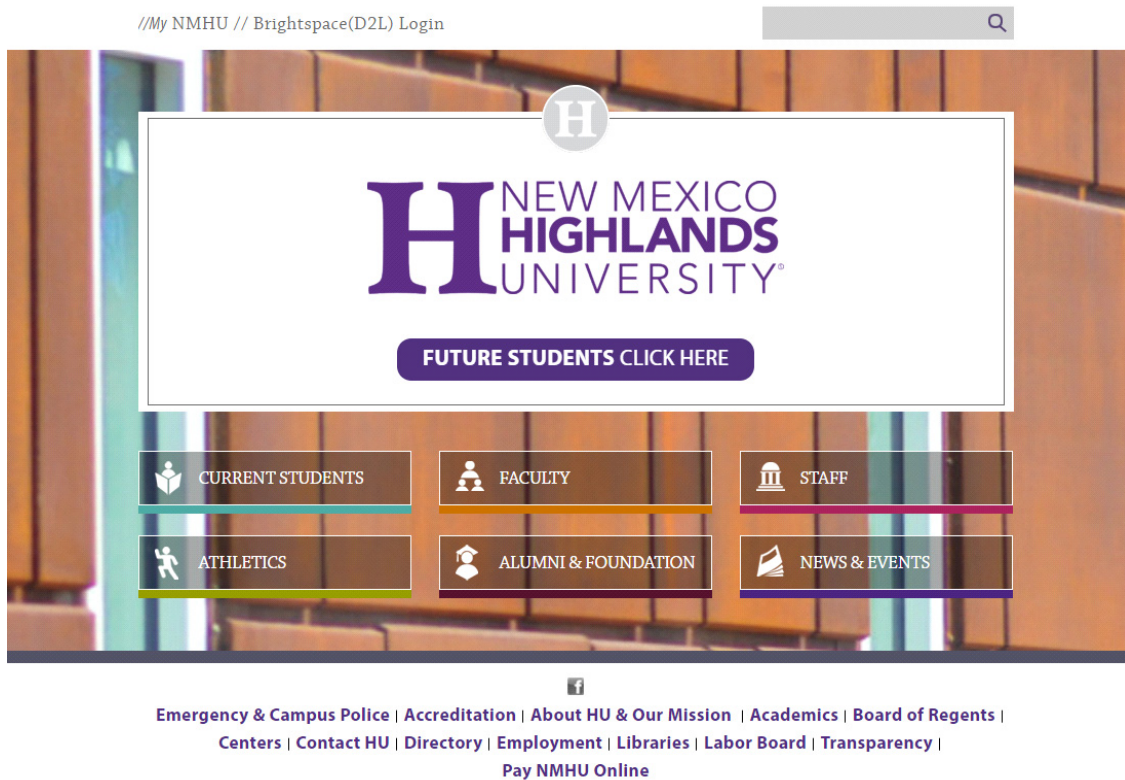 //My NMHU // Brightspace(D2L) Login
H
H NEW MEXICO
HIGHLANDS
UNIVERSITY®
FUTURE STUDENTS CLICK HERE
CURRENT STUDENTS
FACULTY
STAFF
ATHLETICS
ALUMNI & FOUNDATION
NEWS & EVENTS
f
Emergency & Campus Police | Accreditation | About HU & Our Mission | Academics | Board of Regents |
Centers | Contact HU | Directory | Employment | Libraries | Labor Board | Transparency |
Pay NMHU Online